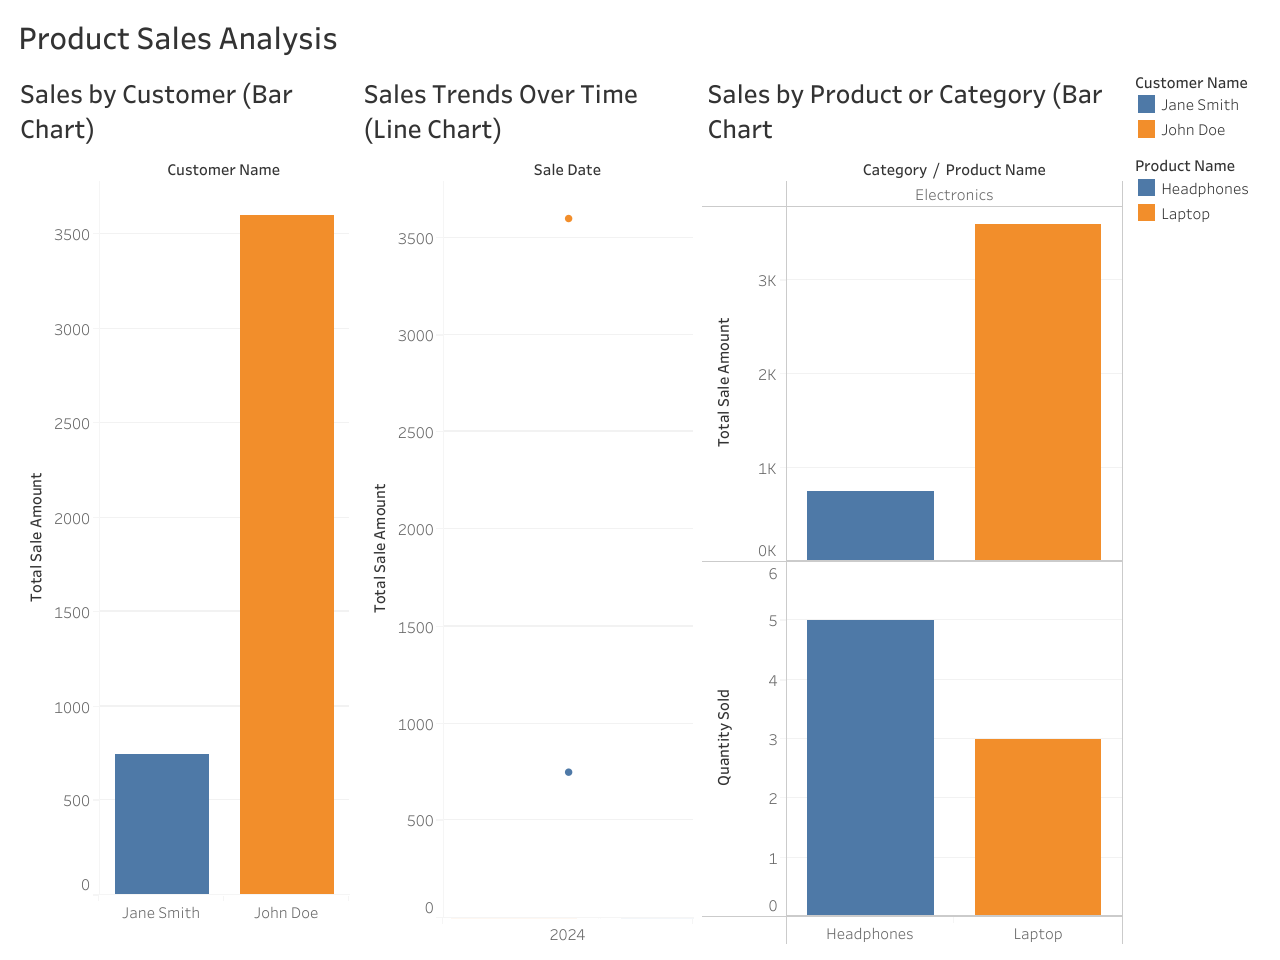 Product Sales Analysis
Sales by Customer (Bar
Chart)
Customer Name
Total Sale Amount
3500
3000
2500
2000
1500
1000
500
0
Jane Smith
John Doe
Sales Trends Over Time
(Line Chart)
Sale Date
Total Sale Amount
3500
3000
2500
2000
1500
1000
500
0
2024
Sales by Product or Category (Bar
Chart
Category / Product Name
Electronics
Total Sale Amount
3K
2K
1K
0K
Quantity Sold
6
5
4
3
2
1
0
Headphones
Laptop
Customer Name
Jane Smith
John Doe
Product Name
Headphones
Laptop